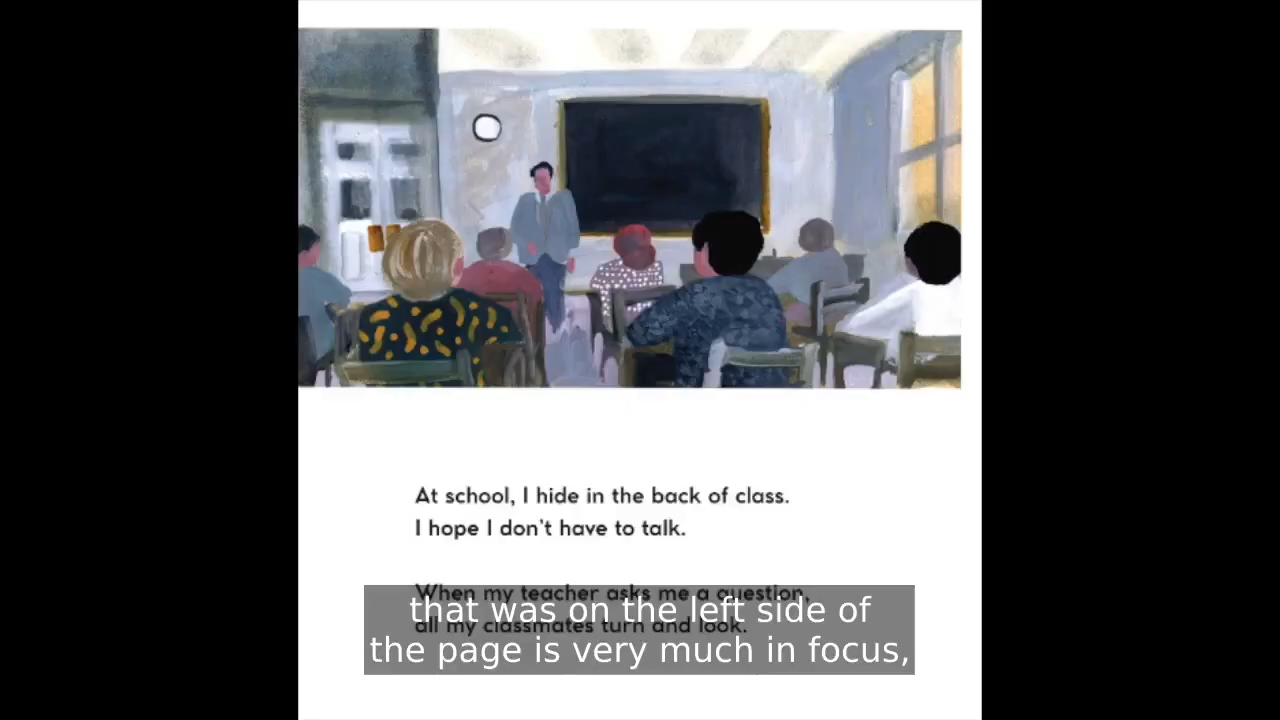 At school, I hide in the back of class.
I hope I don't have to talk.
When my teacher asks me a question,
all my classmates turn and look.
that was on the left side of
the page is very much in focus,